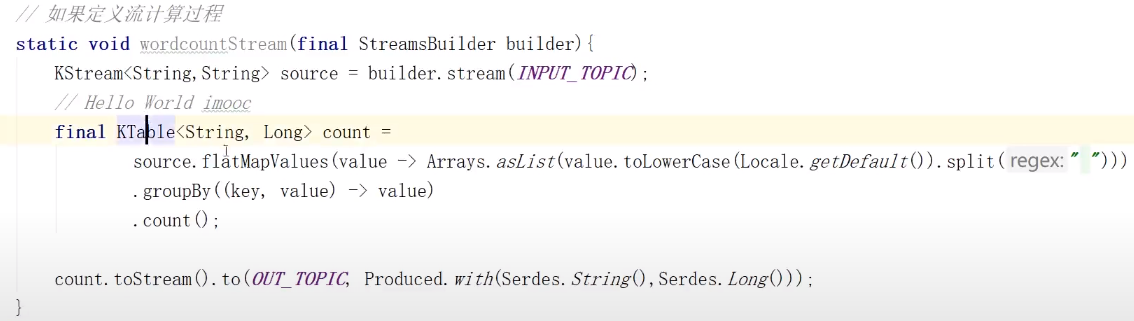 // 如果定义流计算过程
static void wordcountStream(final StreamsBuilder builder){
KStream<String,String> source = builder.stream(INPUT_TOPIC);
// Hello World imooc
final KTable<String, Long> count =
source.flatMapValues(value -> Arrays.asList(value.toLowerCase(Locale.getDefault()).split( regex: " ")))
.groupBy((key, value) -> value)
.count();
count.toStream().to(OUT_TOPIC, Produced.with(Serdes.String(),Serdes.Long()));
}